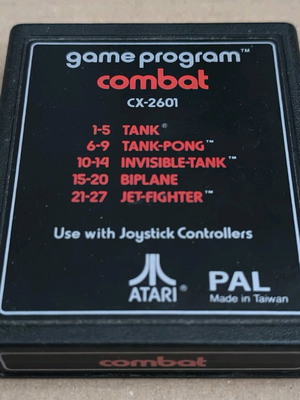 game program™
combat
CX-2601
1-5 TANK®
6-9 TANK-PONG™
10-14 INVISIBLE-TANK™
15-20 BIPLANE
21-27 JET-FIGHTER™
Use with Joystick Controllers
ATARI®
PAL
Made in Taiwan
combat